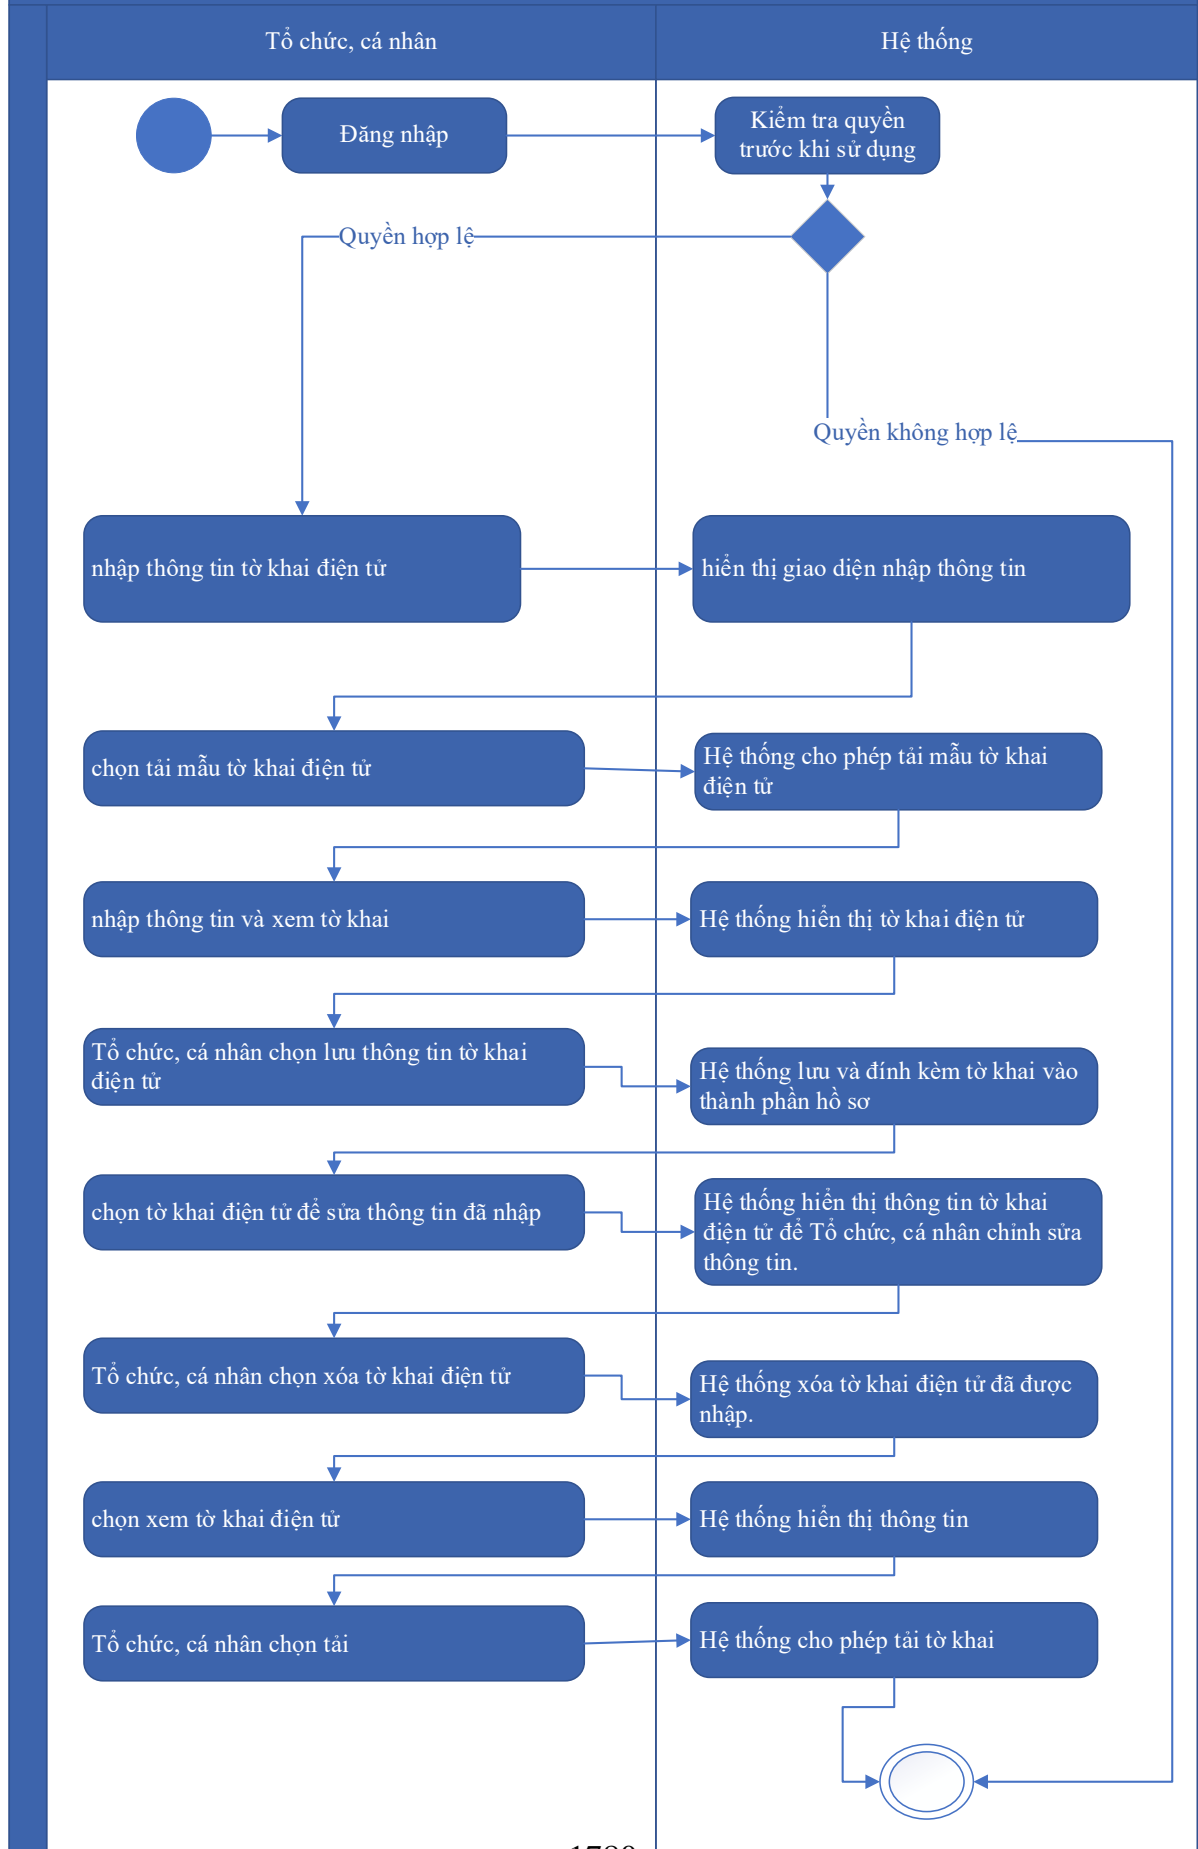 Tổ chức, cá nhân
Hệ thống
Đăng nhập
Kiểm tra quyền
trước khi sử dụng
Quyền hợp lệ
Quyền không hợp lệ
nhập thông tin tờ khai điện tử
hiển thị giao diện nhập thông tin
chọn tải mẫu tờ khai điện tử
Hệ thống cho phép tải mẫu tờ khai
điện tử
nhập thông tin và xem tờ khai
Hệ thống hiển thị tờ khai điện tử
Tổ chức, cá nhân chọn lưu thông tin tờ khai
điện tử
Hệ thống lưu và đính kèm tờ khai vào
thành phần hồ sơ
chọn tờ khai điện tử để sửa thông tin đã nhập
Hệ thống hiển thị thông tin tờ khai
điện tử để Tổ chức, cá nhân chỉnh sửa
thông tin.
Tổ chức, cá nhân chọn xóa tờ khai điện tử
Hệ thống xóa tờ khai điện tử đã được
nhập.
chọn xem tờ khai điện tử
Hệ thống hiển thị thông tin
Tổ chức, cá nhân chọn tải
Hệ thống cho phép tải tờ khai